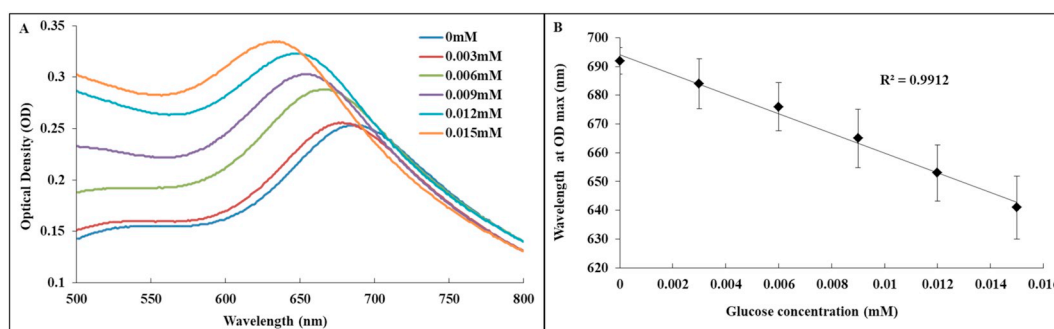 A
Optical Density (OD)
0.35
0.3
0.25
0.2
0.15
0.1
500
550
600
650
700
750
800
Wavelength (nm)
0mM
0.003mM
0.006mM
0.009mM
0.012mM
0.015mM
B
Wavelength at OD max (nm)
700
690
680
670
660
650
640
630
620
0
0.002
0.004
0.006
0.008
0.01
0.012
0.014
0.016
Glucose concentration (mM)
R² = 0.9912